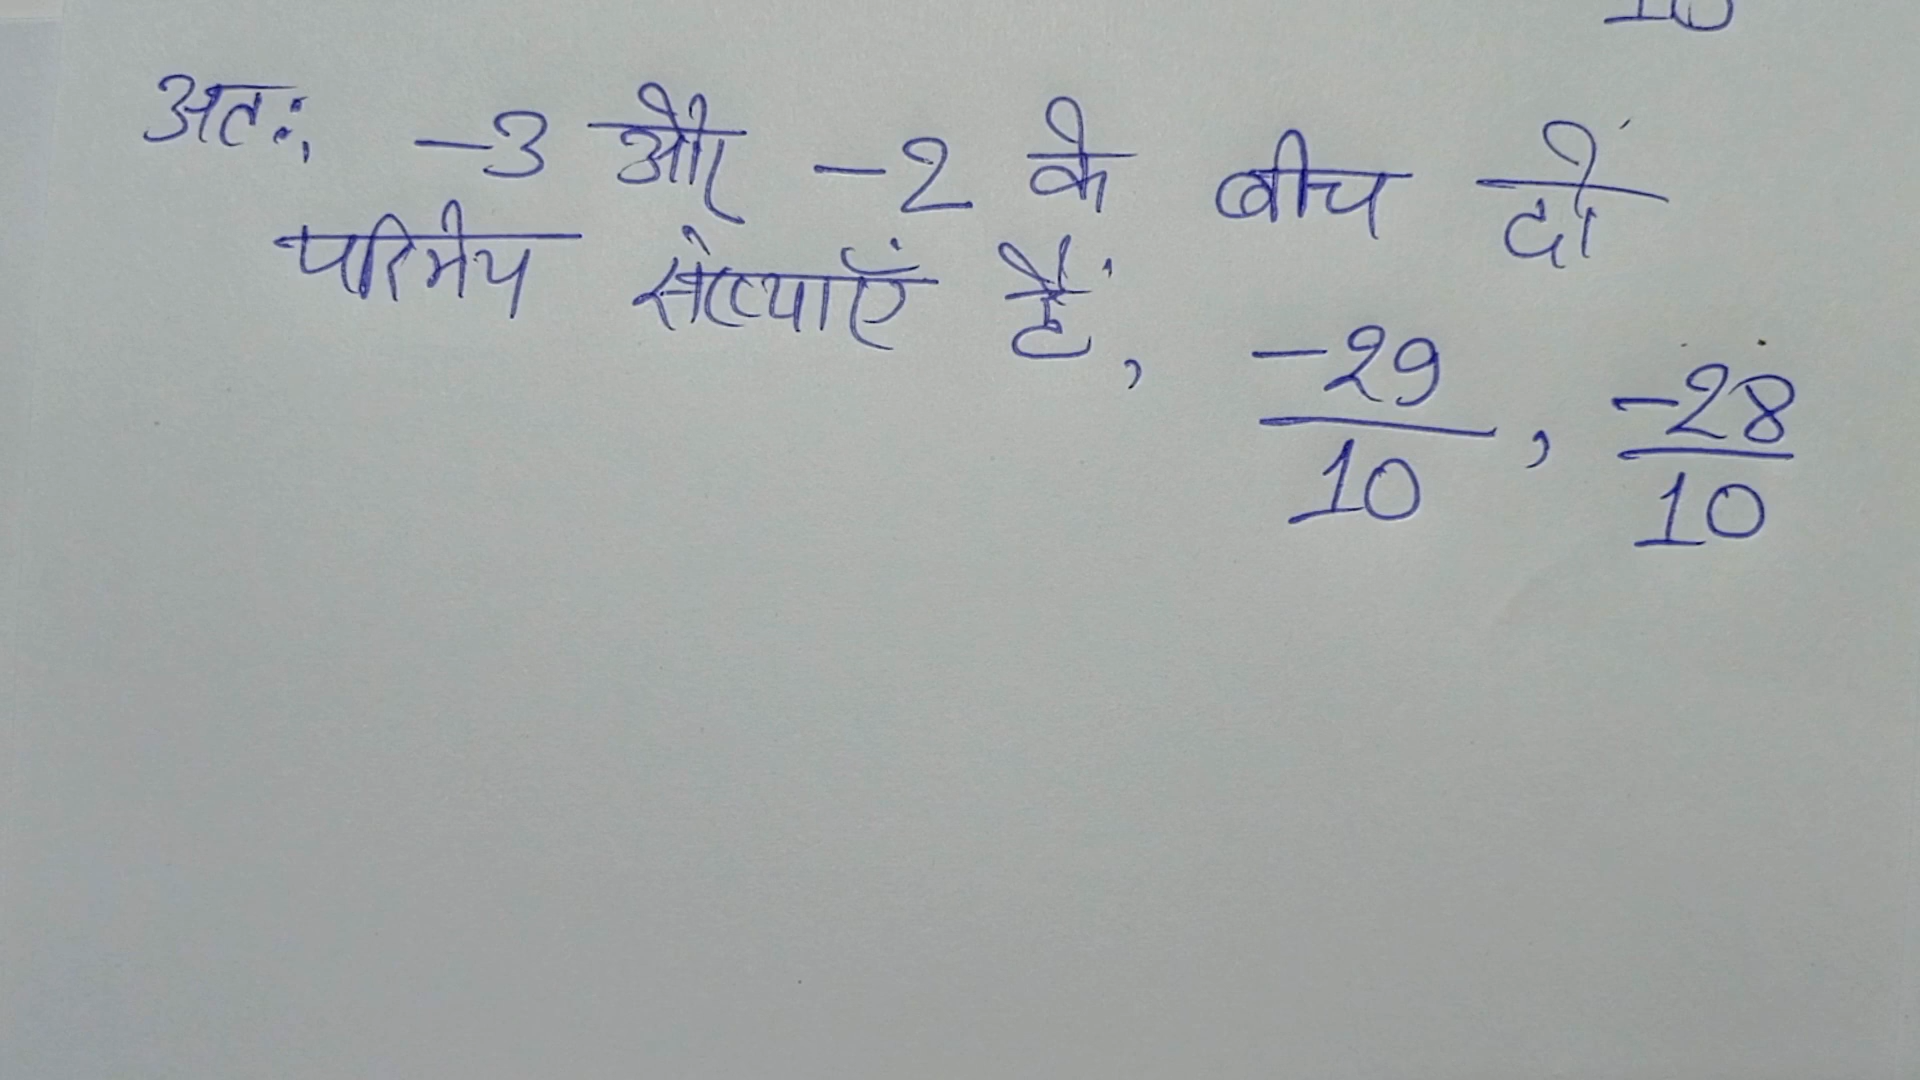 अतः, -3 और -2 के बीच दो
परिमेय संख्याएँ हैं, -29/10, -28/10